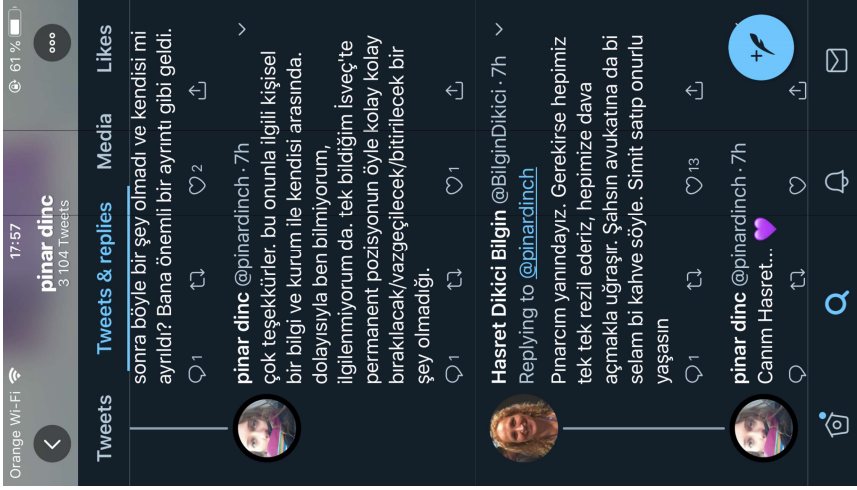 Orange Wi-Fi 17:57 61 %
pinar dinc
3 104 Tweets
Tweets Tweets & replies Media Likes
sonra böyle bir şey olmadı ve kendisi mi
ayrıldı? Bana önemli bir ayrıntı gibi geldi.
1 2
pinar dinc @pinardinch · 7h
çok teşekkürler. bu onunla ilgili kişisel
bir bilgi ve kurum ile kendisi arasında.
dolayısıyla ben bilmiyorum,
ilgilenmiyorum da. tek bildiğim İsveç'te
permanent pozisyonun öyle kolay kolay
bırakılacak/vazgeçilecek/bitirilecek bir
şey olmadığı.
1 1
Hasret Dikici Bilgin @BilginDikici · 7h
Replying to @pinardinch
Pınarcım yanındayız. Gerekirse hepimiz
tek tek rezil ederiz, hepimize dava
açmakla uğraşır. Şahsın avukatına da bi
selam bi kahve söyle. Simit satıp onurlu
yaşasın
1 13
pinar dinc @pinardinch · 7h
Canım Hasret... 💜